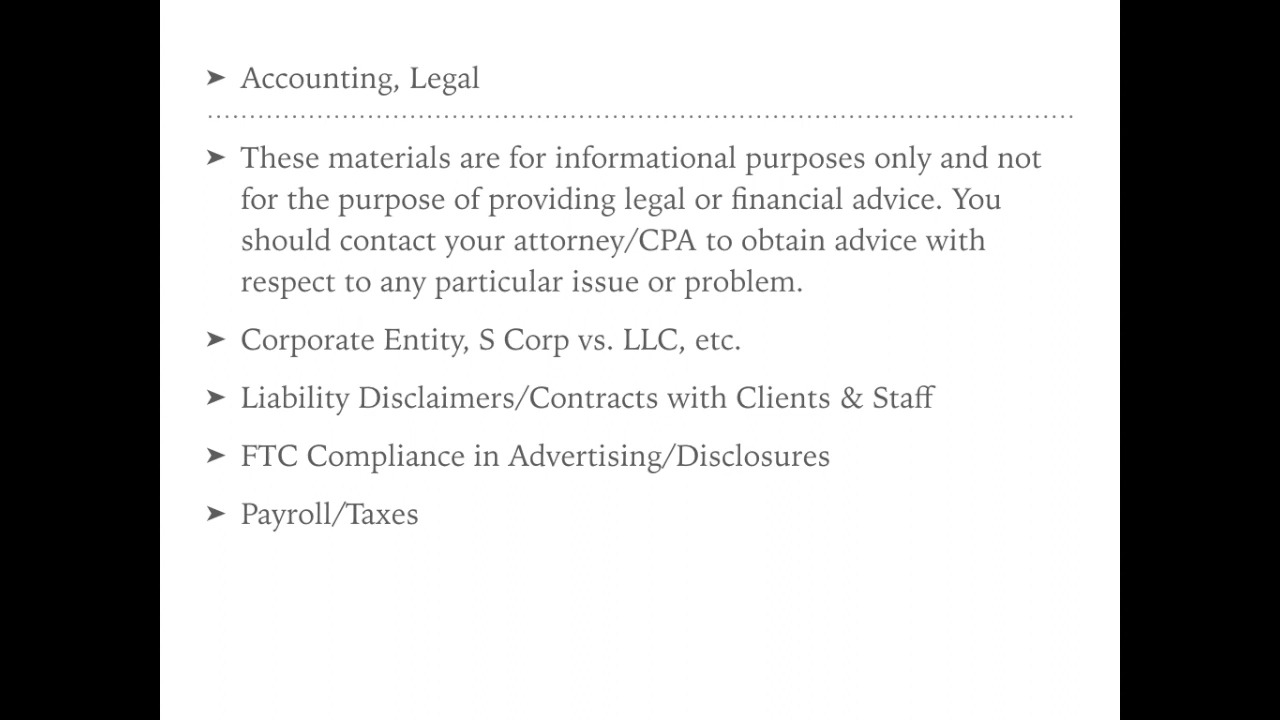 ➤ Accounting, Legal
➤ These materials are for informational purposes only and not
for the purpose of providing legal or financial advice. You
should contact your attorney/CPA to obtain advice with
respect to any particular issue or problem.
➤ Corporate Entity, S Corp vs. LLC, etc.
➤ Liability Disclaimers/Contracts with Clients & Staff
➤ FTC Compliance in Advertising/Disclosures
➤ Payroll/Taxes